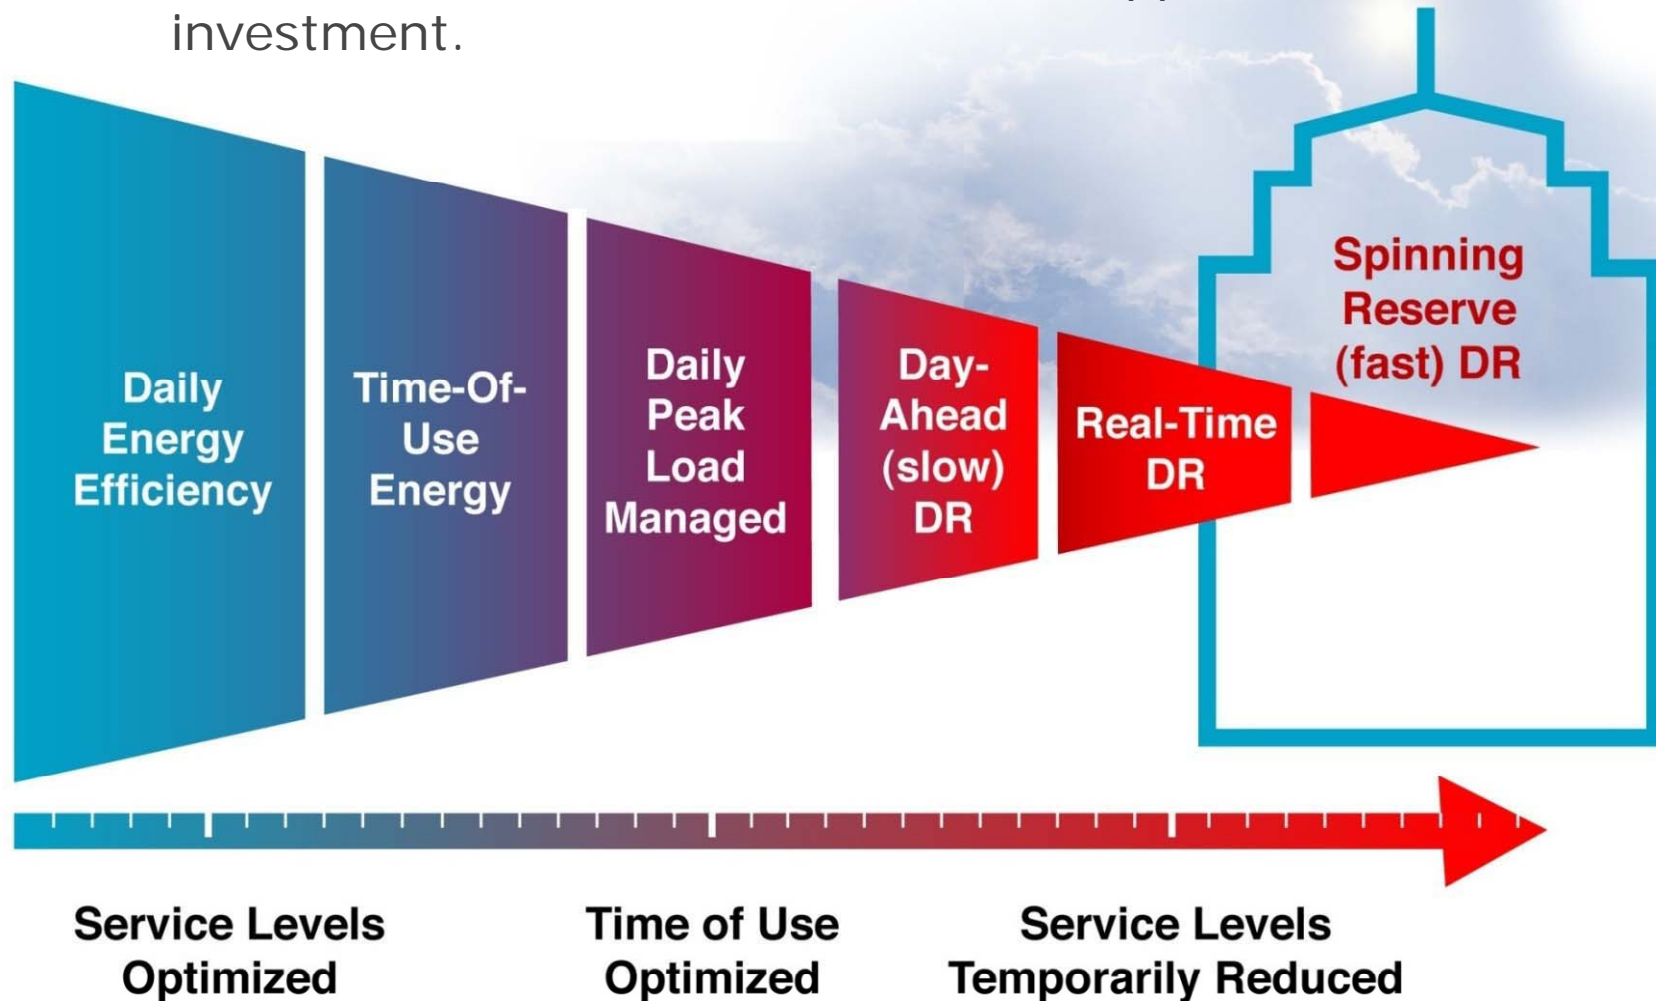 investment.
Daily
Energy
Efficiency
Time-Of-
Use
Energy
Daily
Peak
Load
Managed
Day-
Ahead
(slow)
DR
Real-Time
DR
Spinning
Reserve
(fast) DR
Service Levels
Optimized
Time of Use
Optimized
Service Levels
Temporarily Reduced